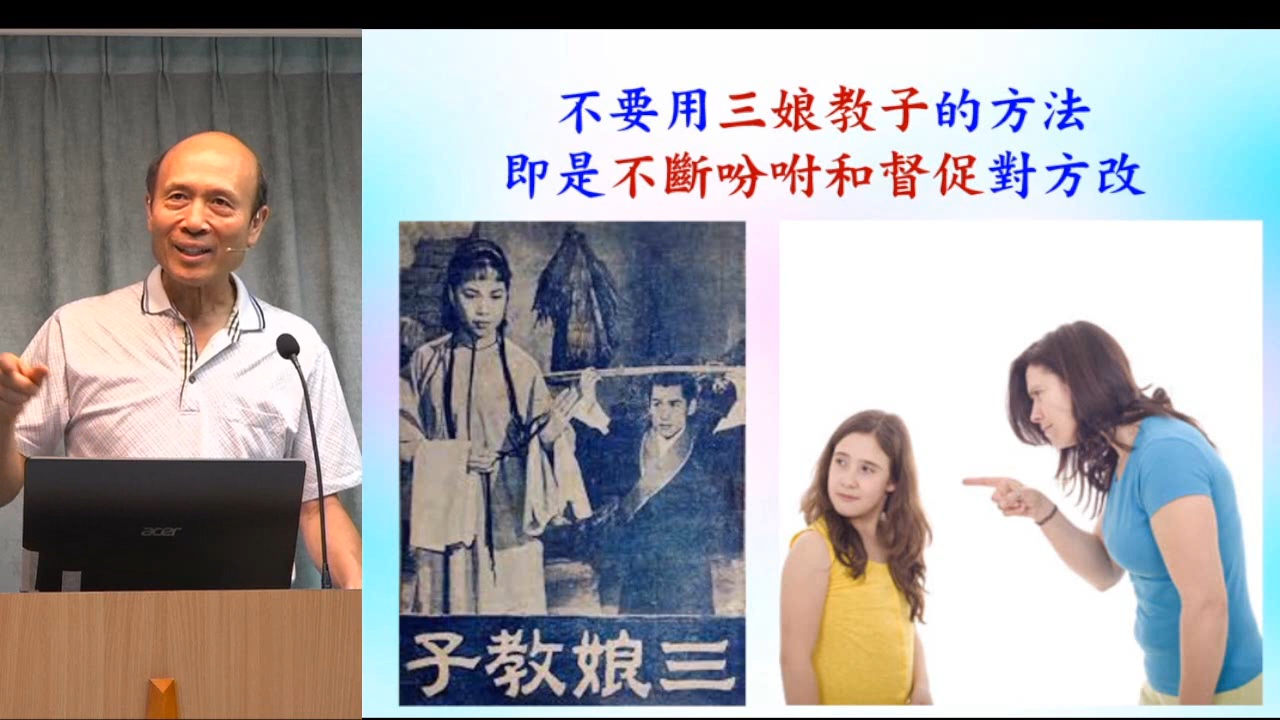 不要用三娘教子的方法
即是不斷吩咐和督促對方改
三娘教子
acer